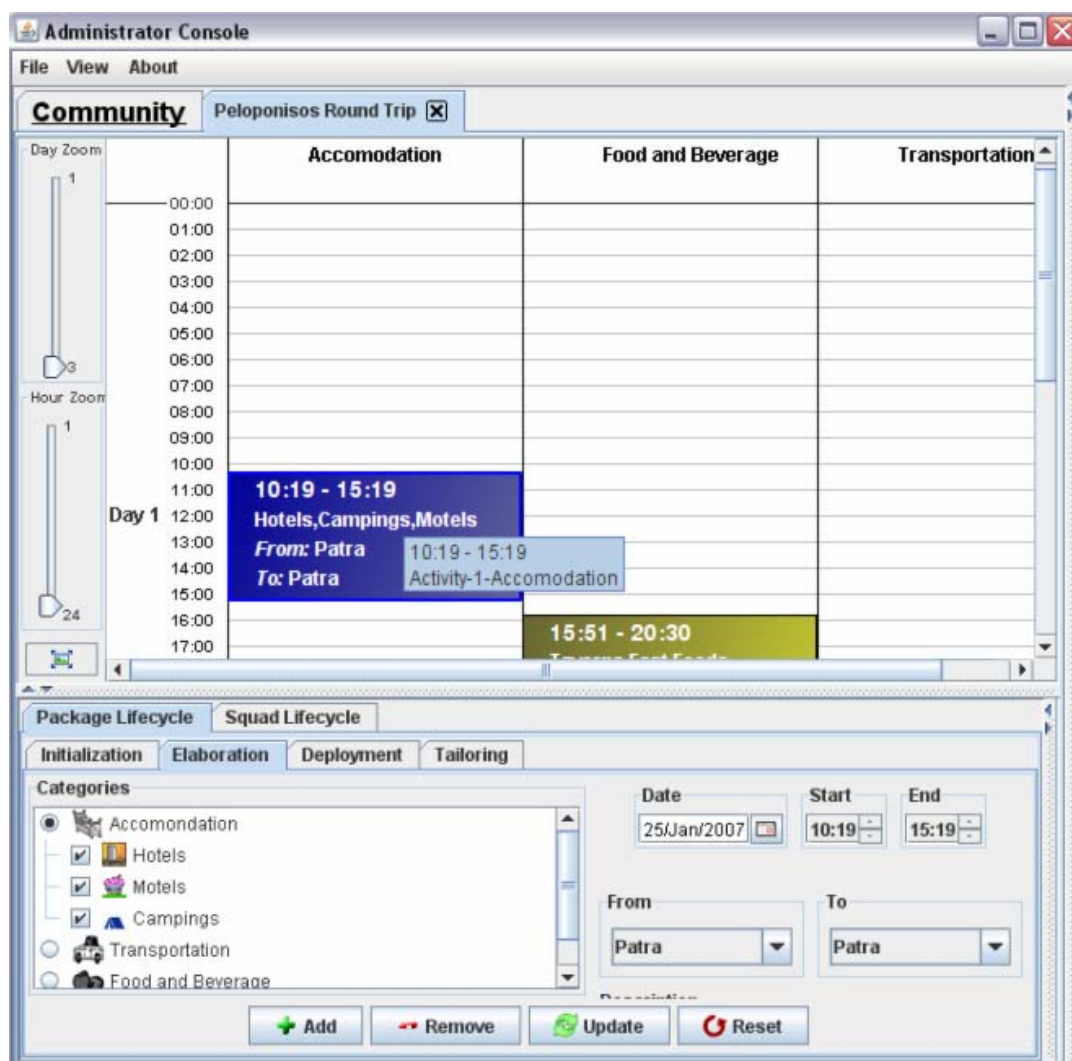 Administrator Console
File View About
Community Peloponisos Round Trip
Day Zoom
1
3
Hour Zoom
1
24
Accomodation Food and Beverage Transportation
00:00
01:00
02:00
03:00
04:00
05:00
06:00
07:00
08:00
09:00
10:00
11:00
Day 1 12:00
13:00
14:00
15:00
16:00
17:00
10:19 - 15:19
Hotels,Campings,Motels
From: Patra
To: Patra
10:19 - 15:19
Activity-1-Accomodation
15:51 - 20:30
Package Lifecycle Squad Lifecycle
Initialization Elaboration Deployment Tailoring
Categories
Accomondation
Hotels
Motels
Campings
Transportation
Food and Beverage
Date Start End
25/Jan/2007 10:19 15:19
From To
Patra Patra
Description
Add Remove Update Reset